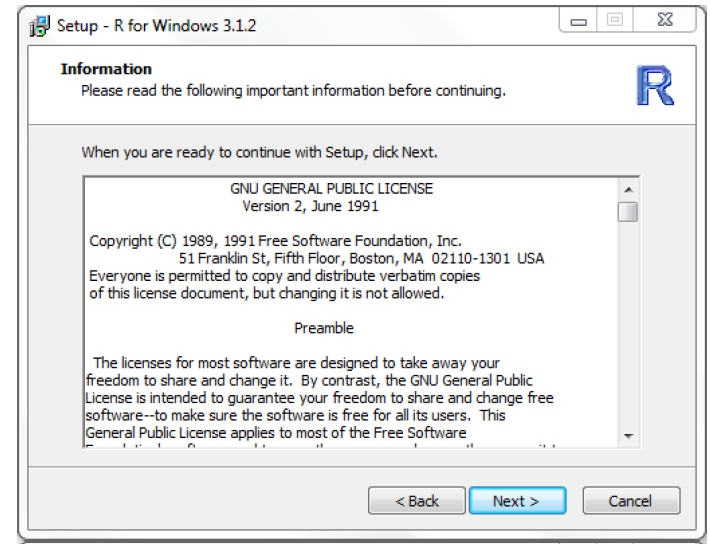 Setup - R for Windows 3.1.2
Information
Please read the following important information before continuing.
R
When you are ready to continue with Setup, click Next.
GNU GENERAL PUBLIC LICENSE
Version 2, June 1991
Copyright (C) 1989, 1991 Free Software Foundation, Inc.
51 Franklin St, Fifth Floor, Boston, MA 02110-1301 USA
Everyone is permitted to copy and distribute verbatim copies
of this license document, but changing it is not allowed.
Preamble
The licenses for most software are designed to take away your
freedom to share and change it. By contrast, the GNU General Public
License is intended to guarantee your freedom to share and change free
software--to make sure the software is free for all its users. This
General Public License applies to most of the Free Software
< Back Next > Cancel